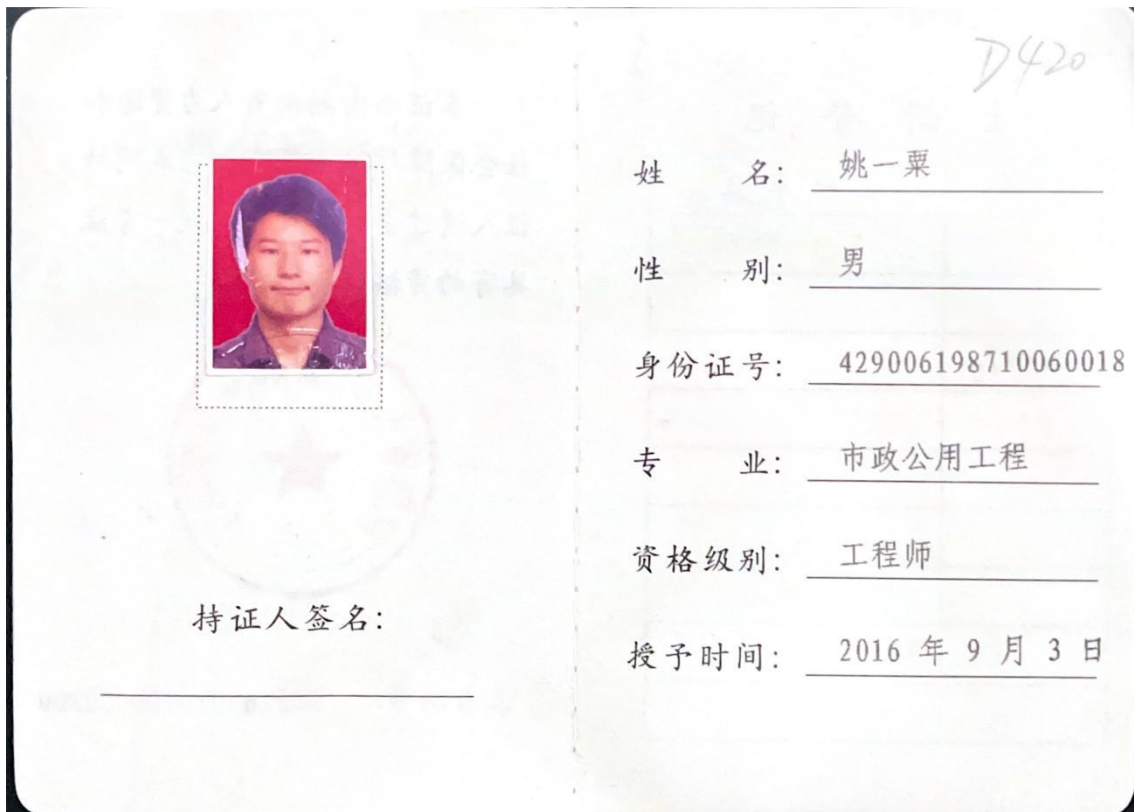 D420
姓 名: 姚一粟
性 别: 男
身份证号: 429006198710060018
专 业: 市政公用工程
资格级别: 工程师
授予时间: 2016 年 9 月 3 日
持证人签名: